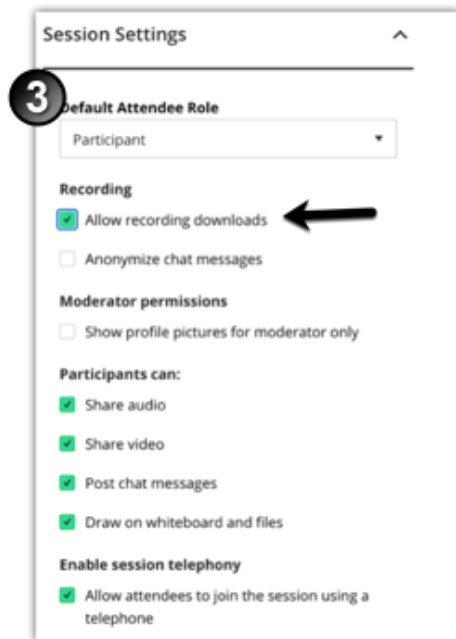 Session Settings
3
Default Attendee Role
Participant
Recording
Allow recording downloads
Anonymize chat messages
Moderator permissions
Show profile pictures for moderator only
Participants can:
Share audio
Share video
Post chat messages
Draw on whiteboard and files
Enable session telephony
Allow attendees to join the session using a
telephone